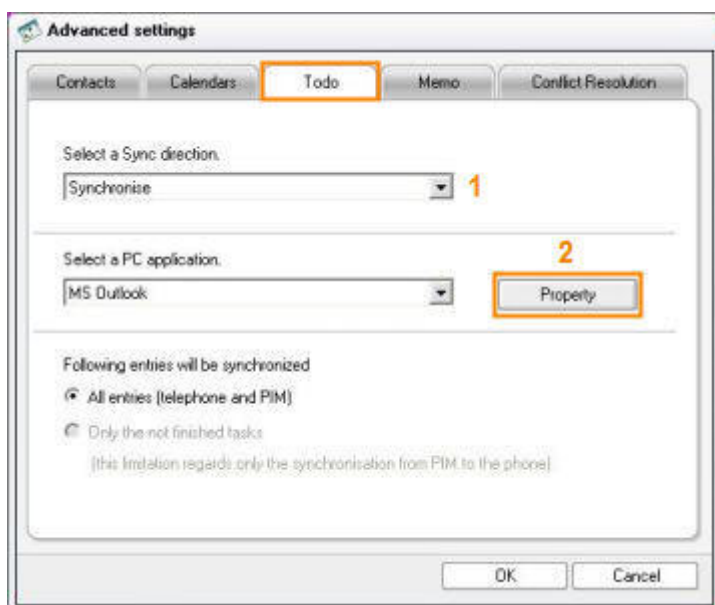 Advanced settings
Contacts Calendars Todo Memo Conflict Resolution
Select a Sync direction.
Synchronise 1
Select a PC application. 2
MS Outlook Property
Following entries will be synchronized
All entries (telephone and PIM)
Only the not finished tasks
(this limitation regards only the synchronisation from PIM to the phone)
OK Cancel